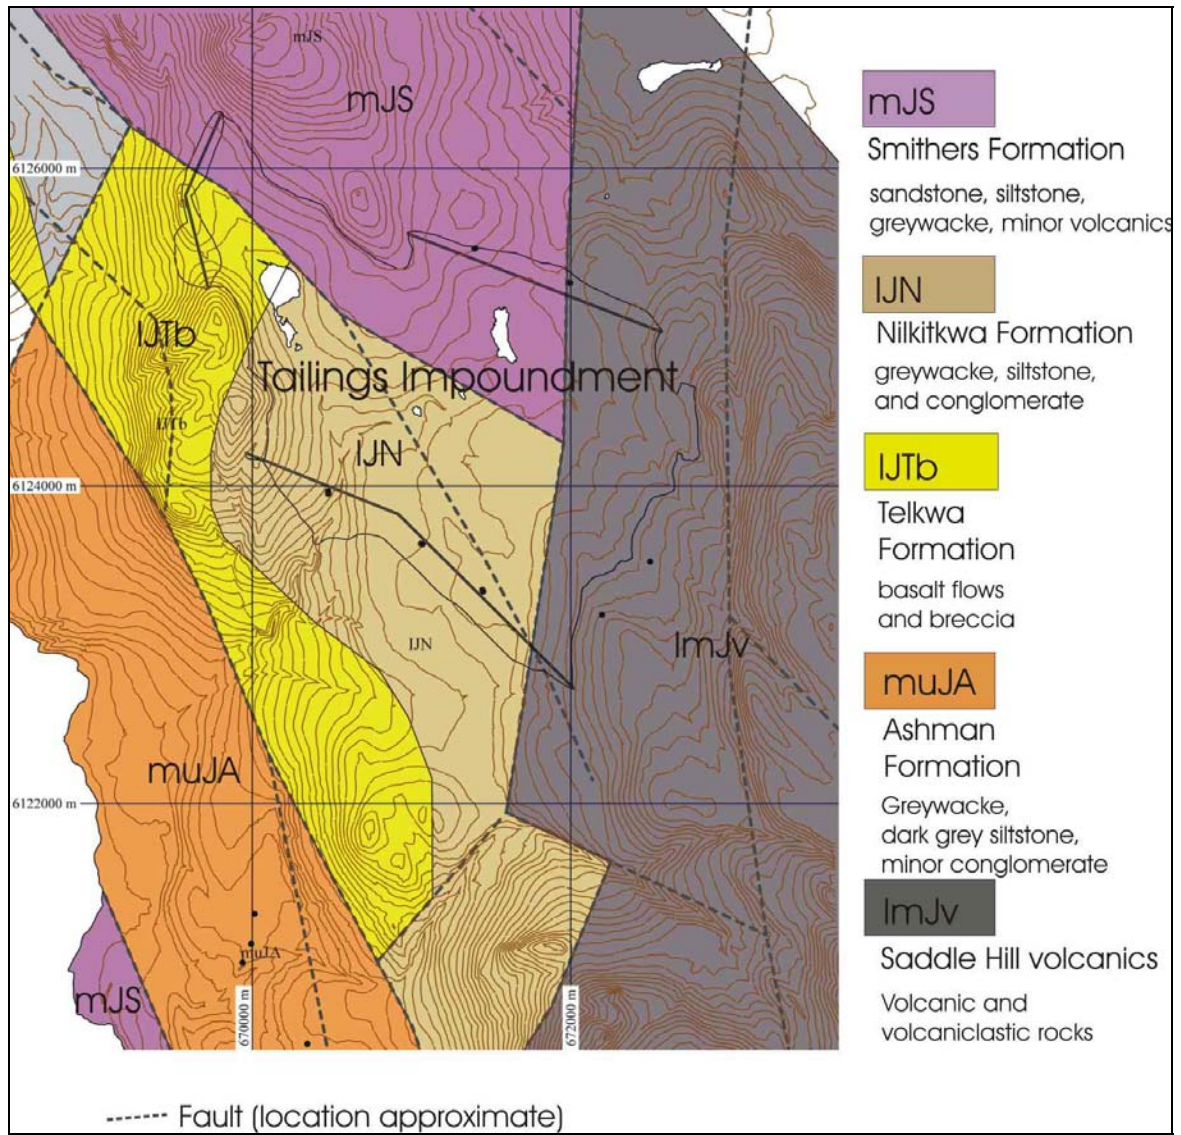 mJS
mJS
6126000 m
lJTb
Tailings Impoundment
lJTb
lJN
6124000 m
lJN
lmJv
muJA
6122000 m
muJA
mJS
670000 m
672000 m
mJS
Smithers Formation
sandstone, siltstone,
greywacke, minor volcanics
lJN
Nilkitkwa Formation
greywacke, siltstone,
and conglomerate
lJTb
Telkwa
Formation
basalt flows
and breccia
muJA
Ashman
Formation
Greywacke,
dark grey siltstone,
minor conglomerate
lmJv
Saddle Hill volcanics
Volcanic and
volcaniclastic rocks
Fault (location approximate)